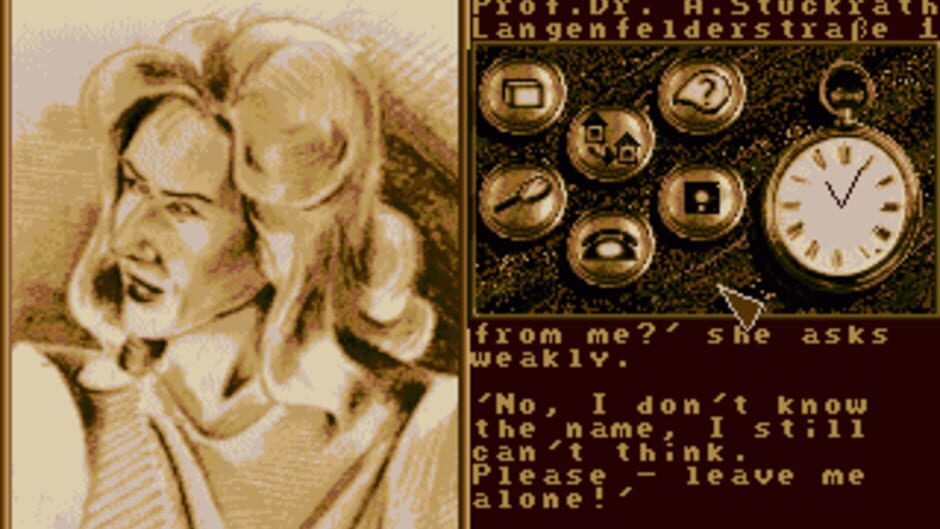 Prof.Dr. A.Stuckrath
Langenfelderstraße 1
?
from me?´ she asks
weakly.
´No, I don´t know
the name, I still
can´t think.
Please – leave me
alone!´